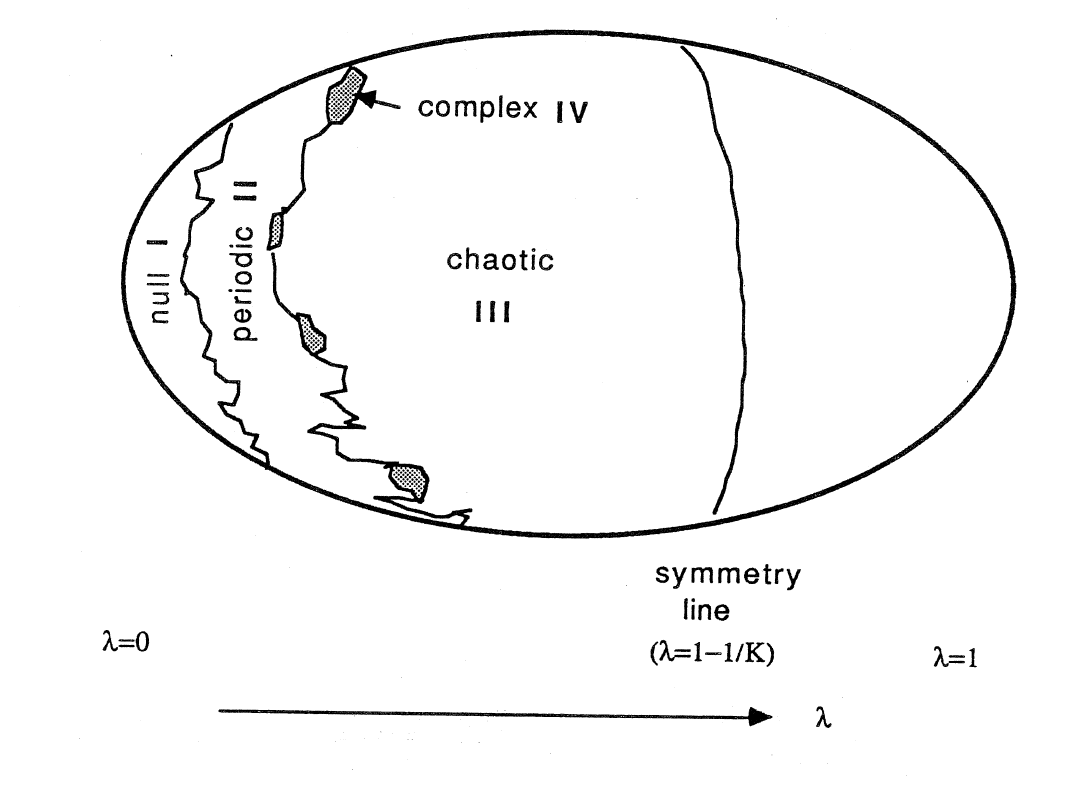 complex IV
null I
periodic II
chaotic
III
symmetry
line
(λ=1−1/K)
λ=0
λ=1
λ